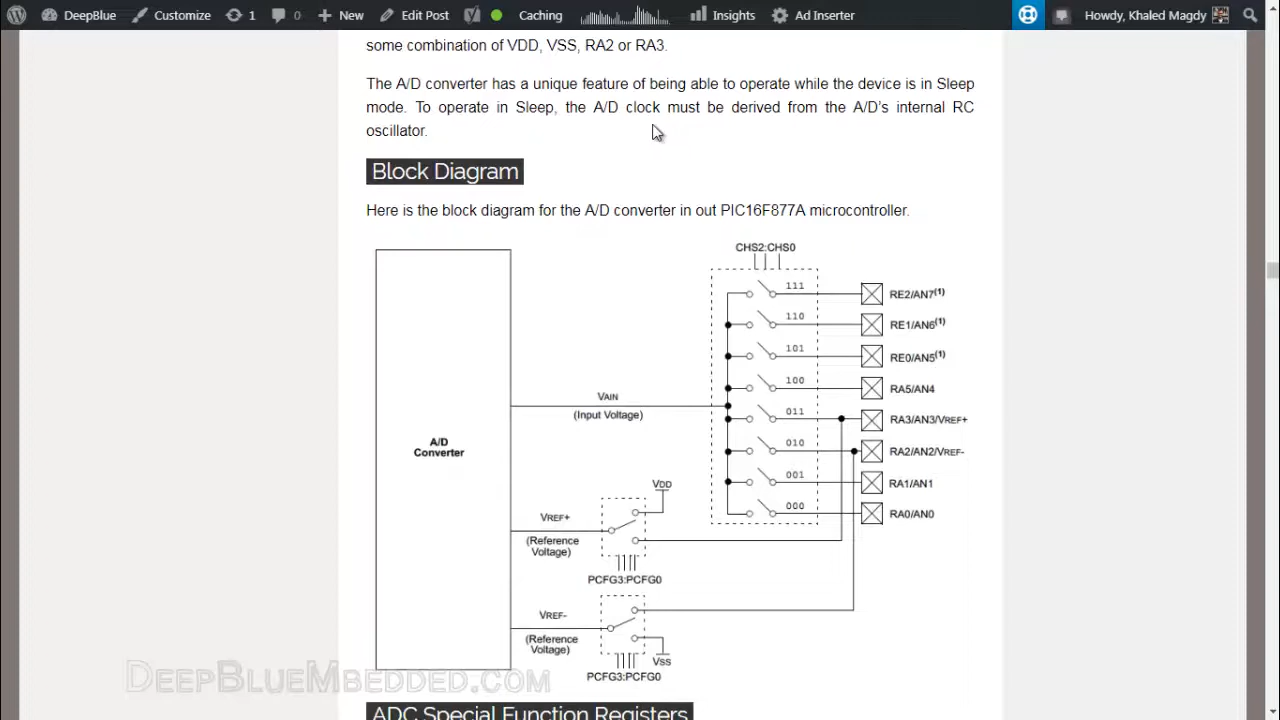 DeepBlue Customize 1 0 New Edit Post Caching Insights Ad Inserter Howdy, Khaled Magdy
some combination of VDD, VSS, RA2 or RA3.
The A/D converter has a unique feature of being able to operate while the device is in Sleep
mode. To operate in Sleep, the A/D clock must be derived from the A/D's internal RC
oscillator.
Block Diagram
Here is the block diagram for the A/D converter in out PIC16F877A microcontroller.
CHS2:CHS0
111 RE2/AN7(1)
110 RE1/AN6(1)
101 RE0/AN5(1)
100 RA5/AN4
VAIN
(Input Voltage)
011 RA3/AN3/VREF+
A/D
Converter
010 RA2/AN2/VREF-
001 RA1/AN1
VDD
000 RA0/AN0
VREF+
(Reference
Voltage)
PCFG3:PCFG0
VREF-
(Reference
Voltage)
VSS
PCFG3:PCFG0
DEEPBLUEMBEDDED.COM
ADC Special Function Registers